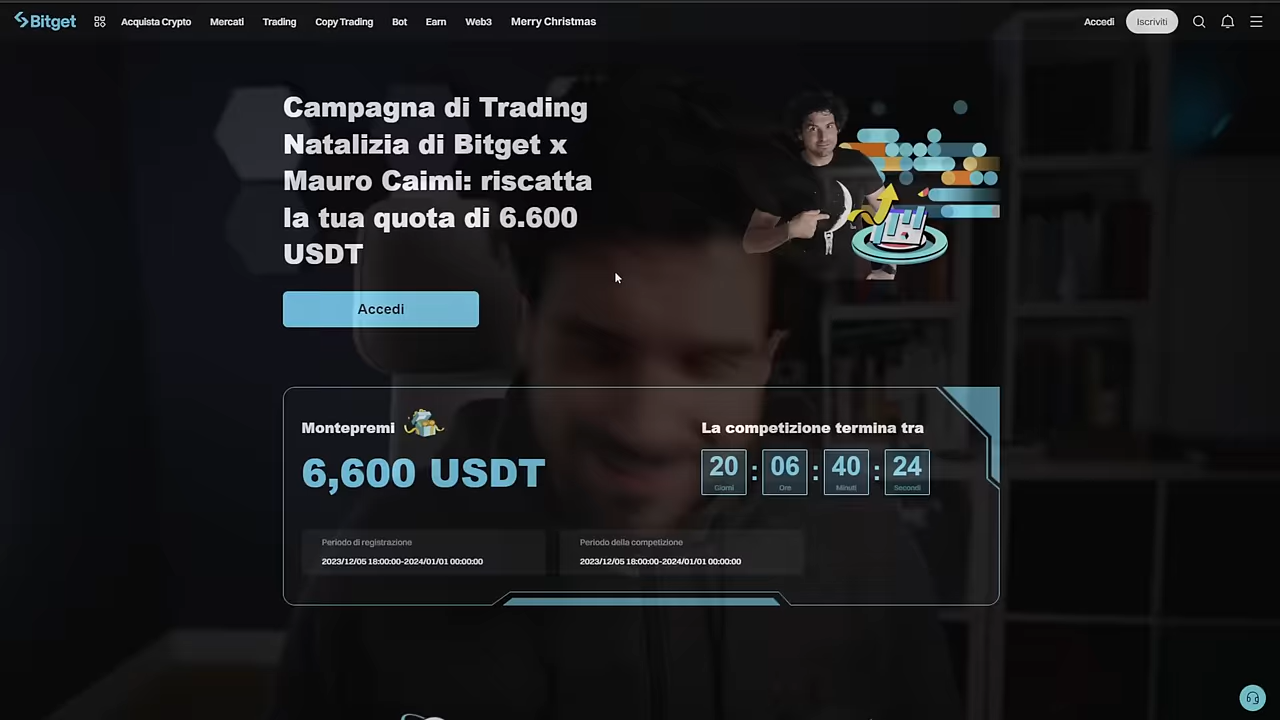 Bitget
Acquista Crypto
Mercati
Trading
Copy Trading
Bot
Earn
Web3
Merry Christmas
Accedi
Iscriviti
Campagna di Trading
Natalizia di Bitget x
Mauro Caimi: riscatta
la tua quota di 6.600
USDT
Accedi
Montepremi
6,600 USDT
La competizione termina tra
20 : 06 : 40 : 24
Giorni Ore Minuti Secondi
Periodo di registrazione
2023/12/05 18:00:00-2024/01/01 00:00:00
Periodo della competizione
2023/12/05 18:00:00-2024/01/01 00:00:00